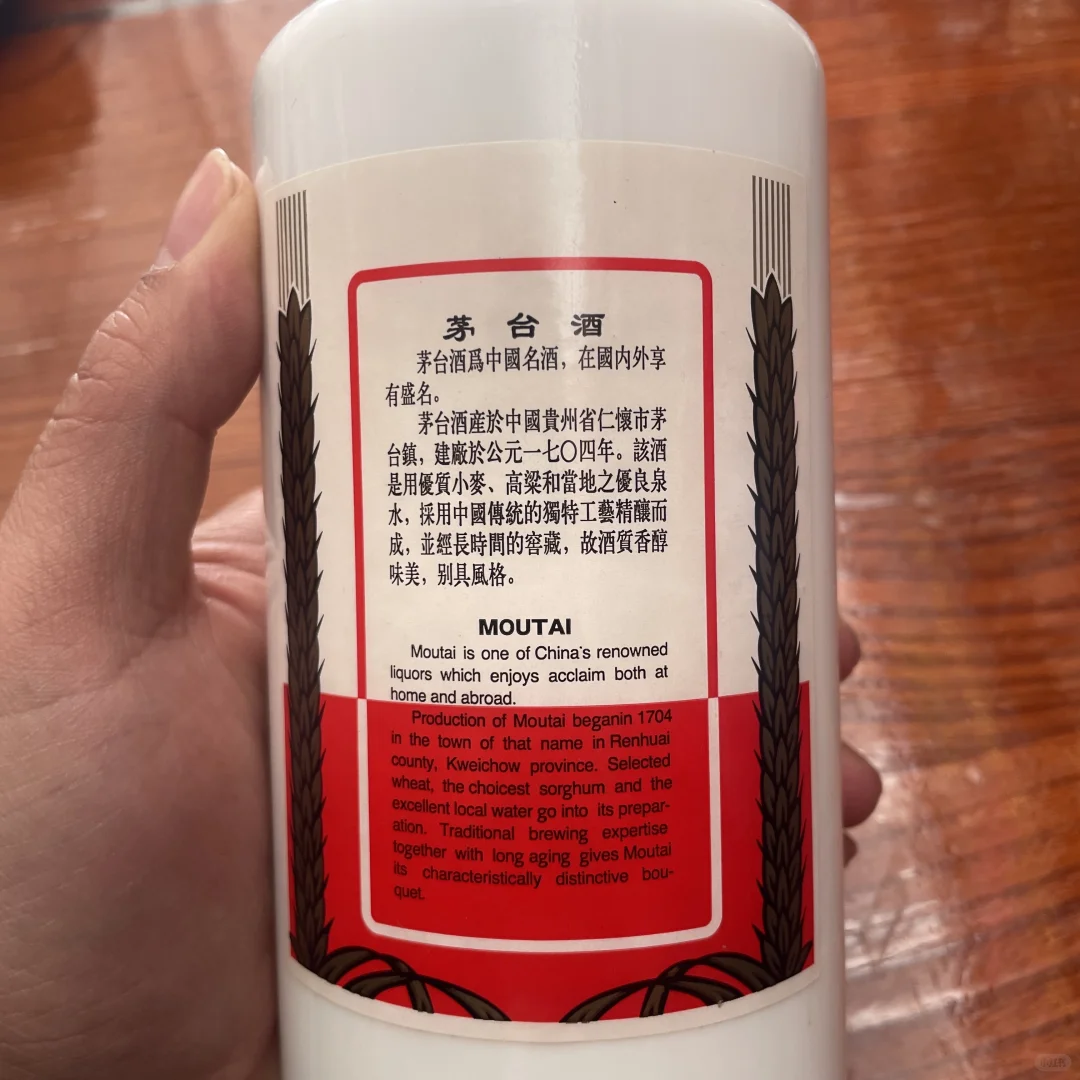 茅台酒
茅台酒爲中國名酒，在國内外享
有盛名。
茅台酒産於中國貴州省仁懷市茅
台鎮，建廠於公元一七〇四年。該酒
是用優質小麥、高粱和當地之優良泉
水，採用中國傳統的獨特工藝精釀而
成，並經長時間的窖藏，故酒質香醇
味美，别具風格。
MOUTAI
Moutai is one of China's renowned
liquors which enjoys acclaim both at
home and abroad.
Production of Moutai beganin 1704
in the town of that name in Renhuai
county, Kweichow province. Selected
wheat, the choicest sorghum and the
excellent local water go into its prepar-
ation. Traditional brewing expertise
together with long aging gives Moutai
its characteristically distinctive bou-
quet.